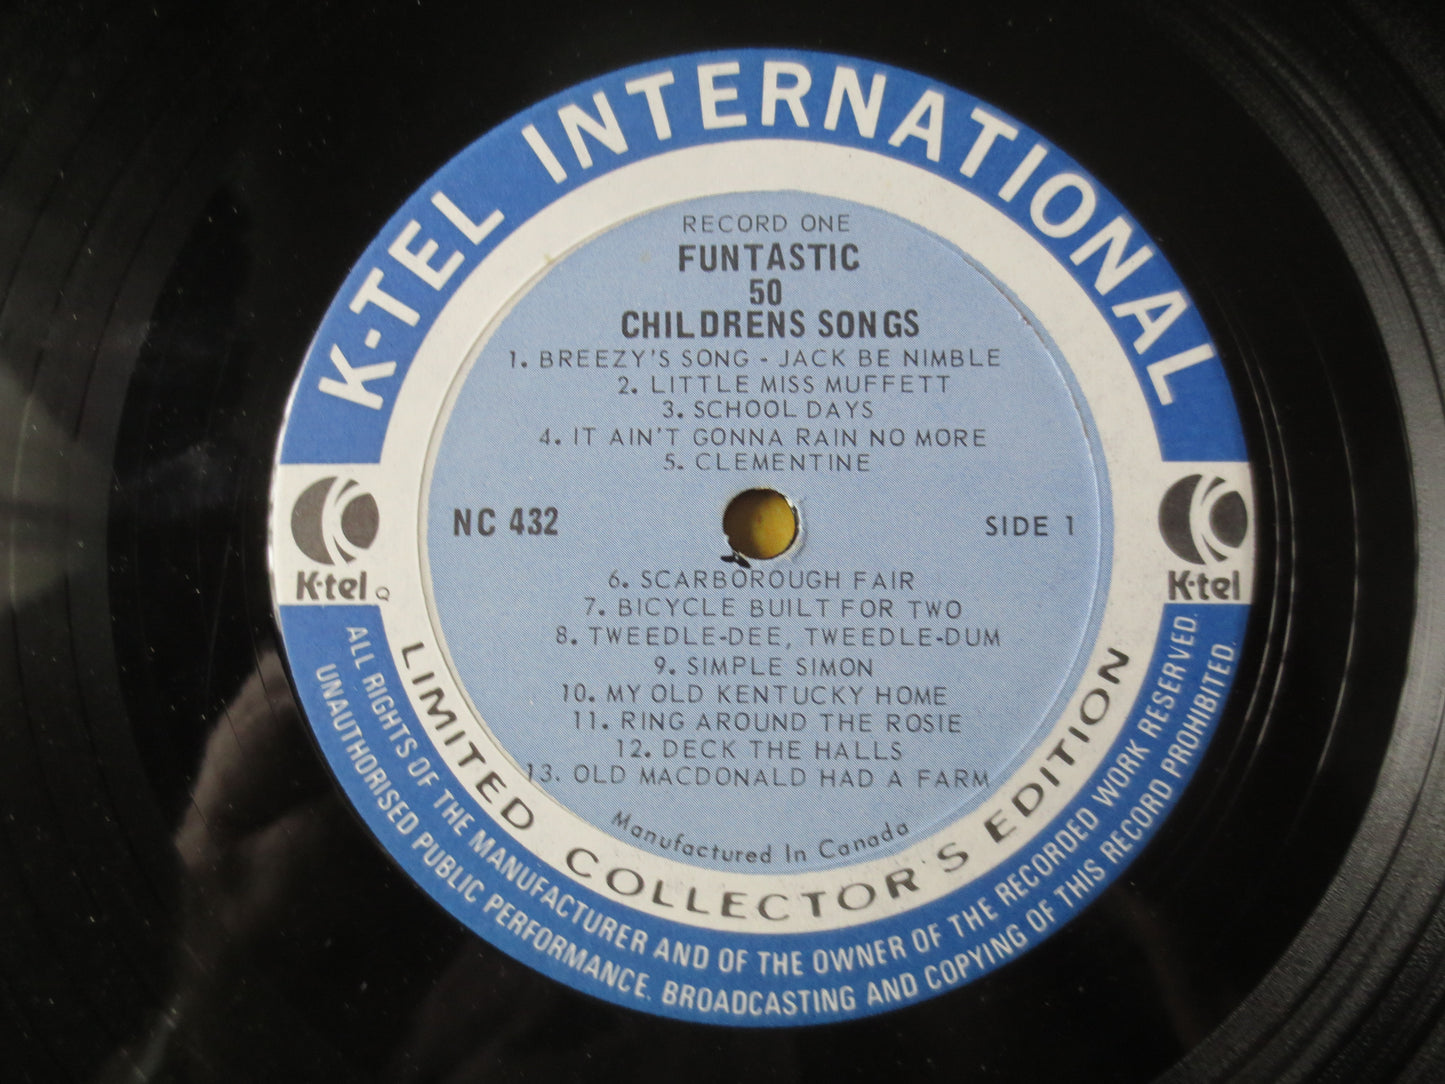 K-TEL INTERNATIONAL
RECORD ONE
FUNTASTIC
50
CHILDRENS SONGS
1. BREEZY'S SONG - JACK BE NIMBLE
2. LITTLE MISS MUFFETT
3. SCHOOL DAYS
4. IT AIN'T GONNA RAIN NO MORE
5. CLEMENTINE
NC 432
SIDE 1
K-tel Q
K-tel
6. SCARBOROUGH FAIR
7. BICYCLE BUILT FOR TWO
8. TWEEDLE-DEE, TWEEDLE-DUM
9. SIMPLE SIMON
10. MY OLD KENTUCKY HOME
11. RING AROUND THE ROSIE
12. DECK THE HALLS
13. OLD MACDONALD HAD A FARM
Manufactured In Canada
LIMITED COLLECTOR'S EDITION
ALL RIGHTS OF THE MANUFACTURER AND OF THE OWNER OF THE RECORDED WORK RESERVED.
UNAUTHORISED PUBLIC PERFORMANCE. BROADCASTING AND COPYING OF THIS RECORD PROHIBITED.